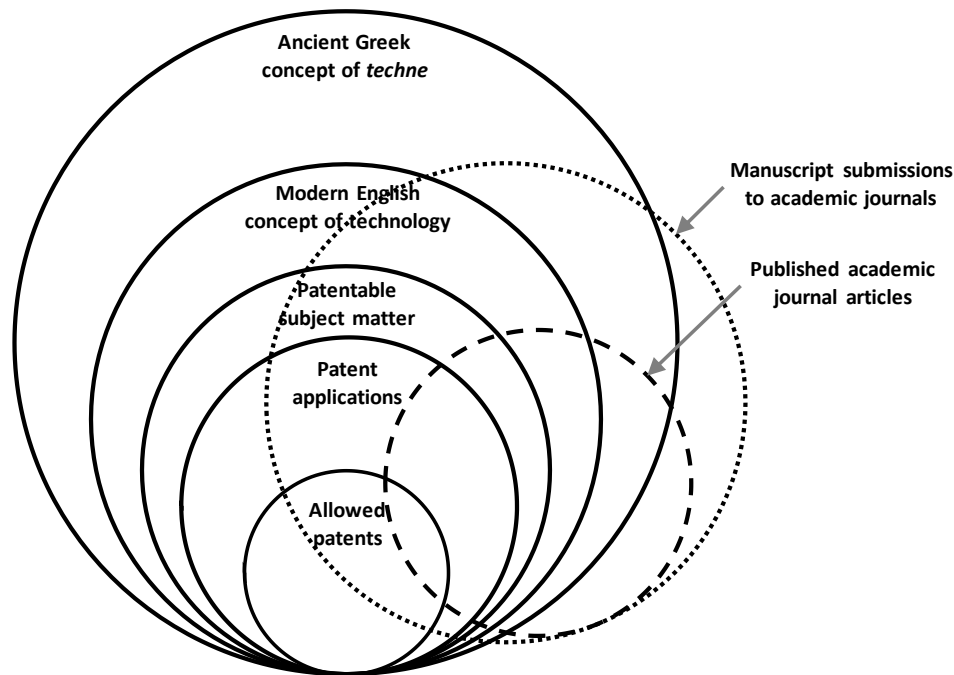 Ancient Greek
concept of techne
Manuscript submissions
to academic journals
Modern English
concept of technology
Published academic
journal articles
Patentable
subject matter
Patent
applications
Allowed
patents